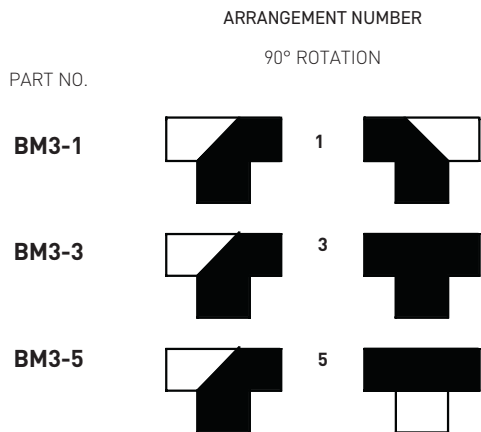 ARRANGEMENT NUMBER
90° ROTATION
PART NO.
BM3-1
1
BM3-3
3
BM3-5
5